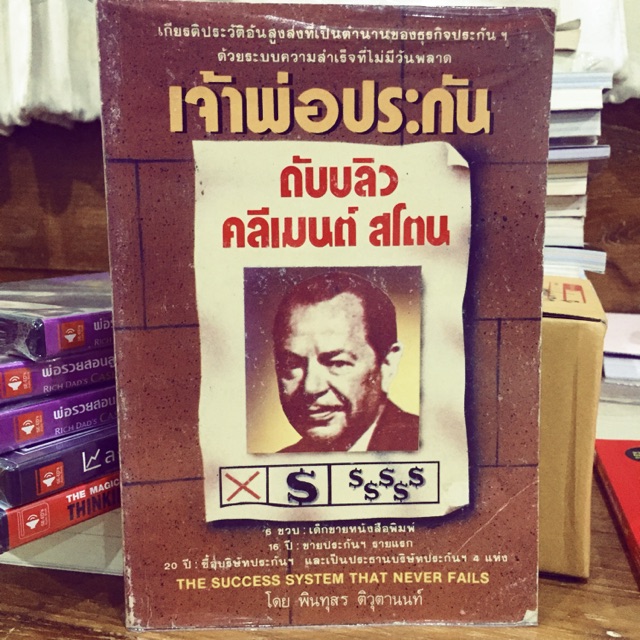 เกียรติประวัติอันสูงส่งที่เป็นตำนานของธุรกิจประกัน ฯ
ด้วยระบบความสำเร็จที่ไม่มีวันพลาด
เจ้าพ่อประกัน
ดับบลิว
คลีเมนต์ สโตน
$
$$$$$
6 ขวบ : เด็กขายหนังสือพิมพ์
16 ปี : ขายประกันฯ รายแรก
20 ปี : ชี้สู่บริษัทประกันฯ และเป็นประธานบริษัทประกันฯ 4 แห่ง
THE SUCCESS SYSTEM THAT NEVER FAILS
โดย พินทุสร ติวุตานนท์
พ่อรวยสอน
RICH DAD'S CAS
พ่อรวยสอน
RICH DAD'S CAS
THE MAGIC
THINKI